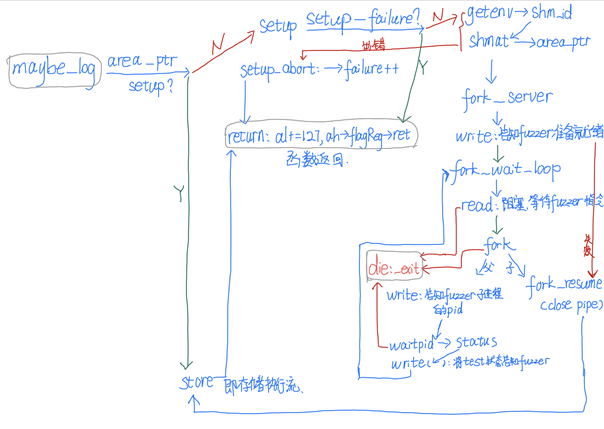 maybe_log
area_ptr
setup?
N
setup
setup-failure?
N
getenv→shm_id
shmat→area_ptr
出错
setup_abort:→failure++
Y
fork_server
return: al+=127, ah→flagReg→ret
函数返回.
write:告知fuzzer准备就绪
fork_wait_loop
read:阻塞,等待fuzzer指令
Y
失败
fork
父 子
die:_exit
fork_resume
(close pipe)
write:告知fuzzer子进程
的pid
waitpid→status
write(←):将test状态告知fuzzer
store
即存储执行流.